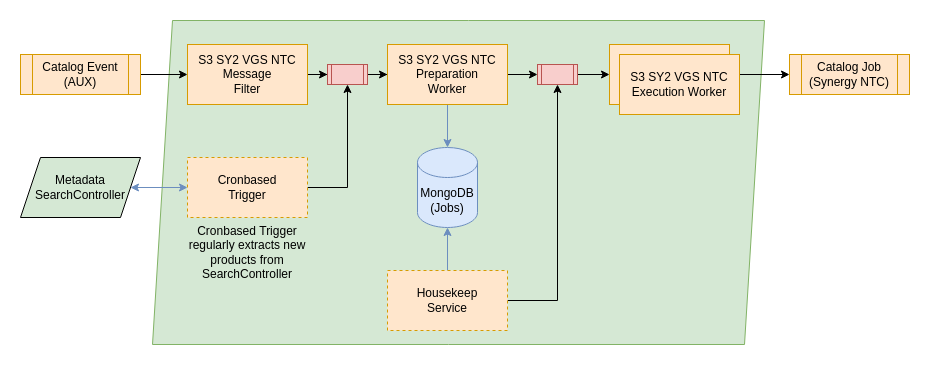 Catalog Event
(AUX)
S3 SY2 VGS NTC
Message
Filter
S3 SY2 VGS NTC
Preparation
Worker
S3 SY2 VGS NTC
Execution Worker
Catalog Job
(Synergy NTC)
Metadata
SearchController
Cronbased
Trigger
Cronbased Trigger
regularly extracts new
products from
SearchController
MongoDB
(Jobs)
Housekeep
Service